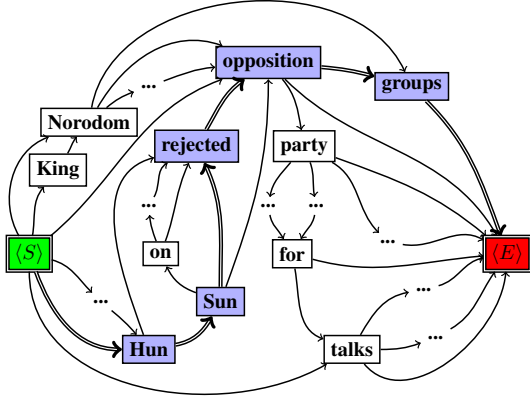 opposition
groups
...
Norodom
rejected
party
King
...
...
...
⟨S⟩
on
for
...
⟨E⟩
...
Sun
...
...
Hun
talks